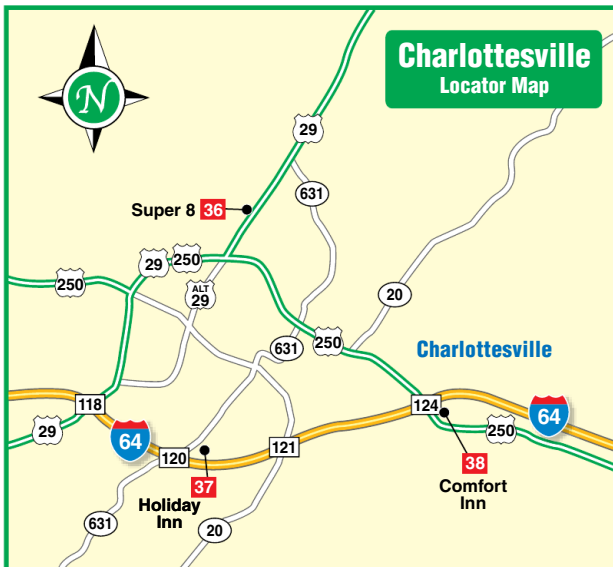 Charlottesville
Locator Map
N
29
631
Super 8 36
29
250
250
ALT
29
20
250
631
Charlottesville
118
124
64
29
64
250
120
121
37
38
Holiday
Inn
Comfort
Inn
631
20